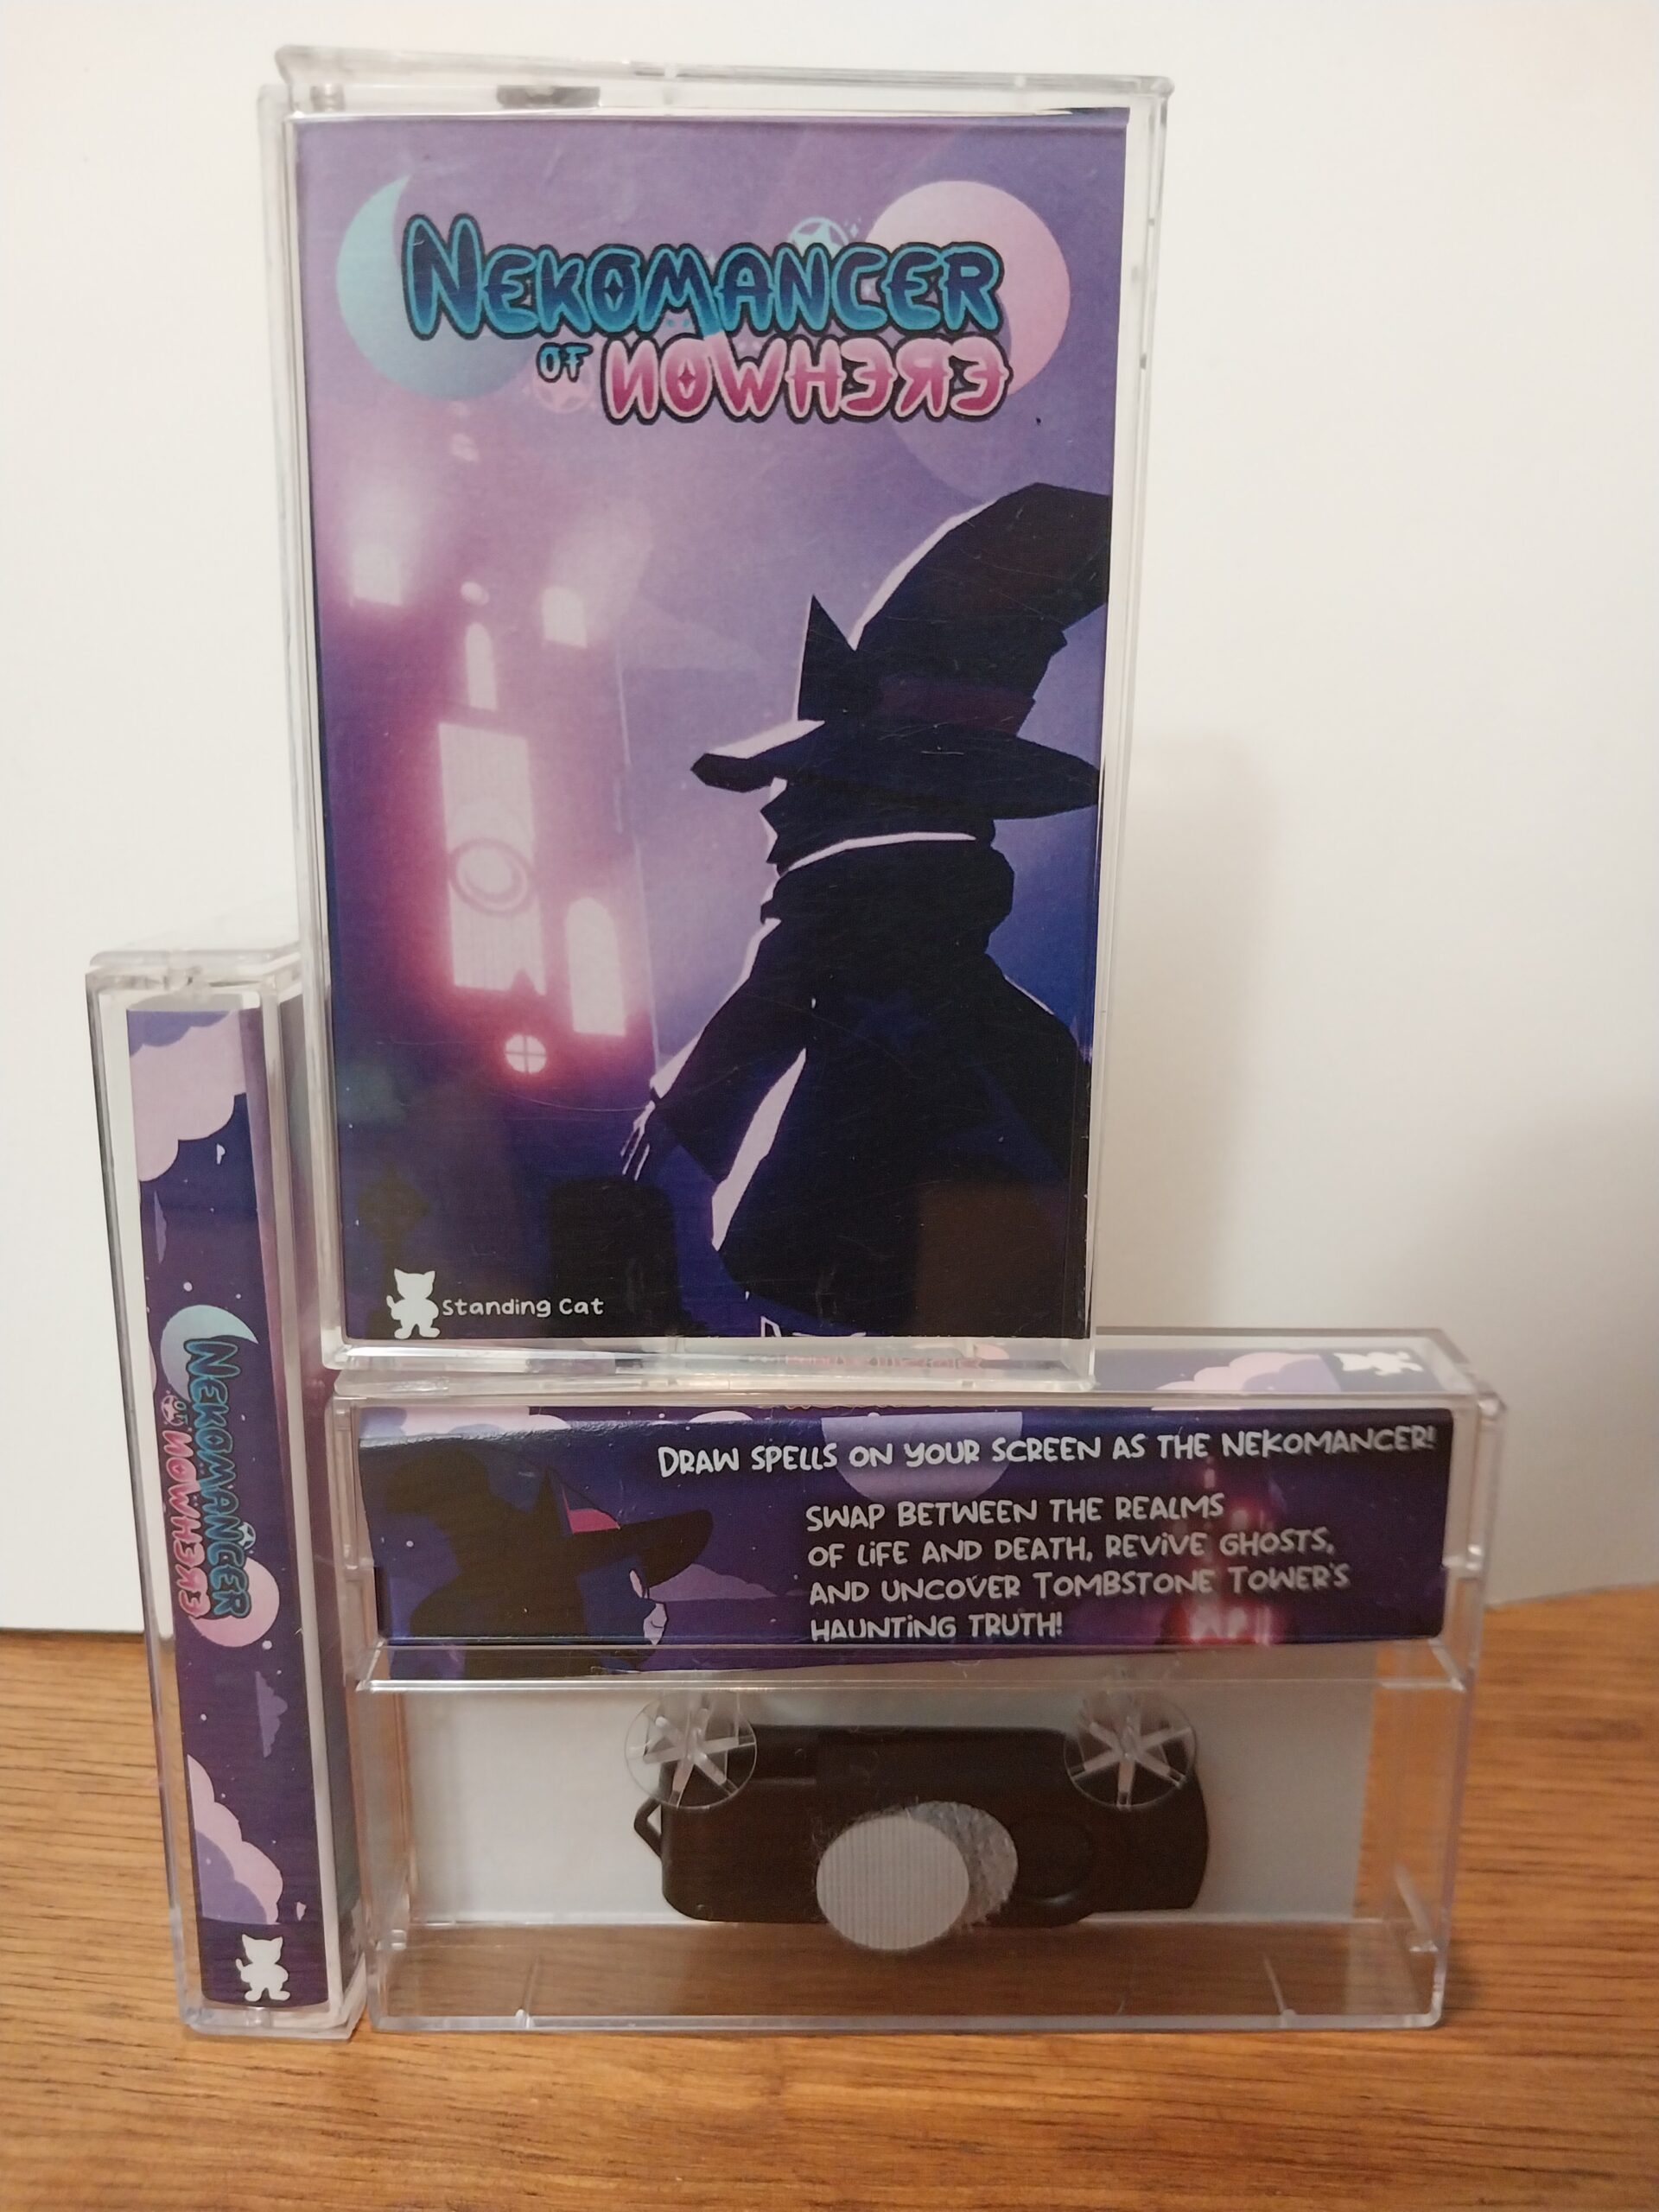 NEKOMANCER
OF NOWHERE
Standing Cat
NEKOMANCER
OF NOWHERE
DRAW SPELLS ON YOUR SCREEN AS THE NEKOMANCER!
SWAP BETWEEN THE REALMS
OF LIFE AND DEATH, REVIVE GHOSTS,
AND UNCOVER TOMBSTONE TOWER'S
HAUNTING TRUTH!